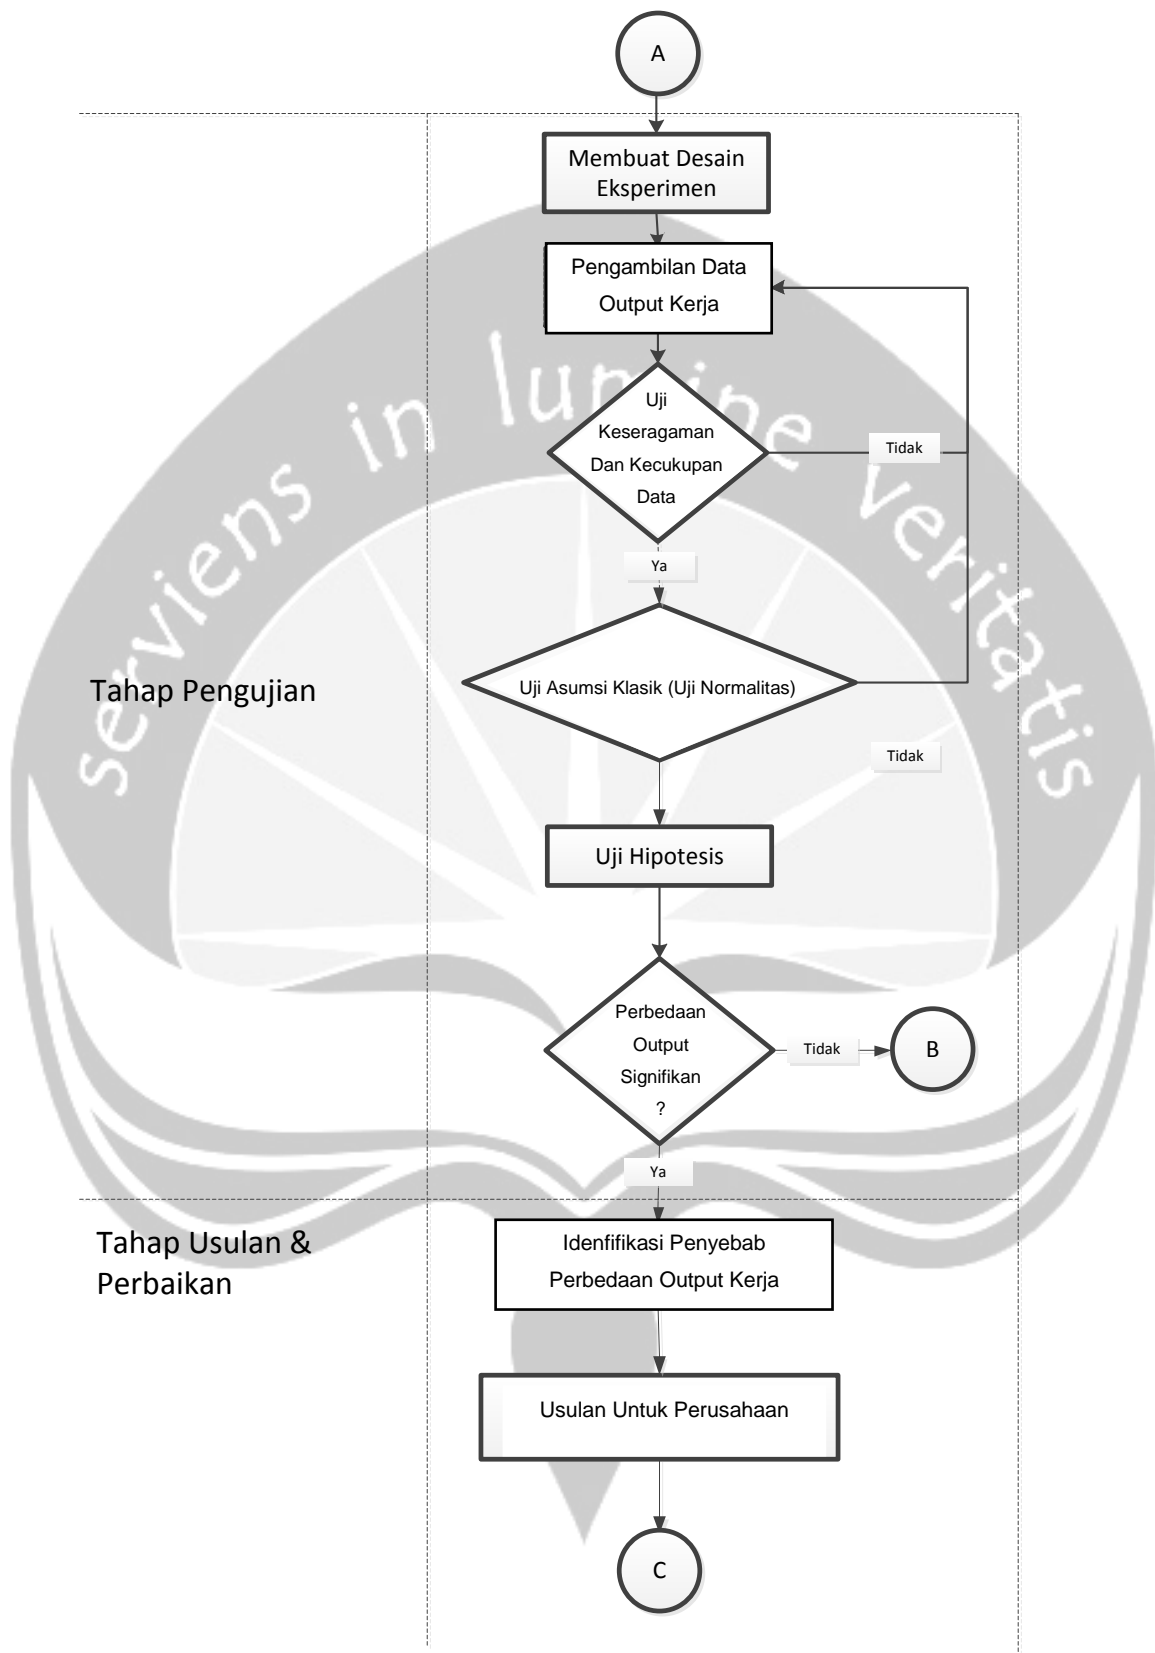 A
Membuat Desain
Eksperimen
Pengambilan Data
Output Kerja
Uji
Keseragaman
Dan Kecukupan
Data
Tidak
Ya
Tahap Pengujian
Uji Asumsi Klasik (Uji Normalitas)
Tidak
Uji Hipotesis
Perbedaan
Output
Signifikan
?
Tidak
B
Ya
Tahap Usulan &
Perbaikan
Idenfifikasi Penyebab
Perbedaan Output Kerja
Usulan Untuk Perusahaan
C
serviens in lumine veritatis